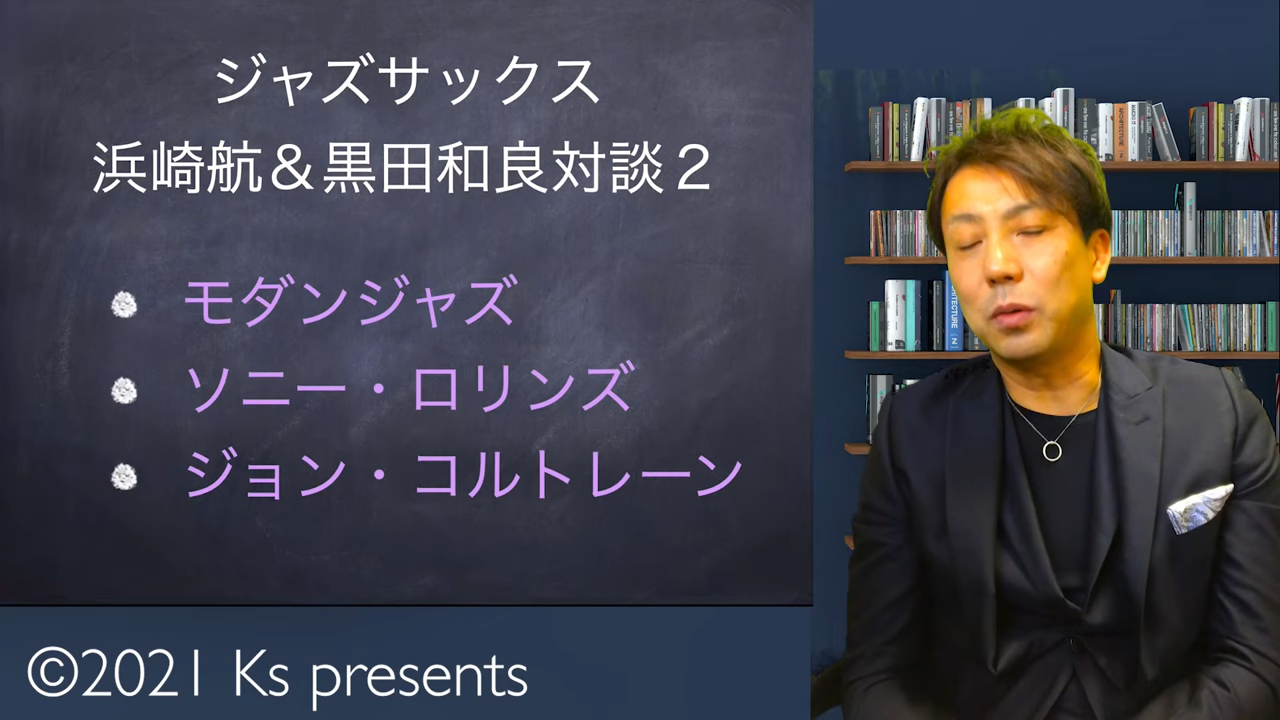 ジャズサックス
浜崎航＆黒田和良対談２
モダンジャズ
ソニー・ロリンズ
ジョン・コルトレーン
©2021 Ks presents
ARCHITECTURE